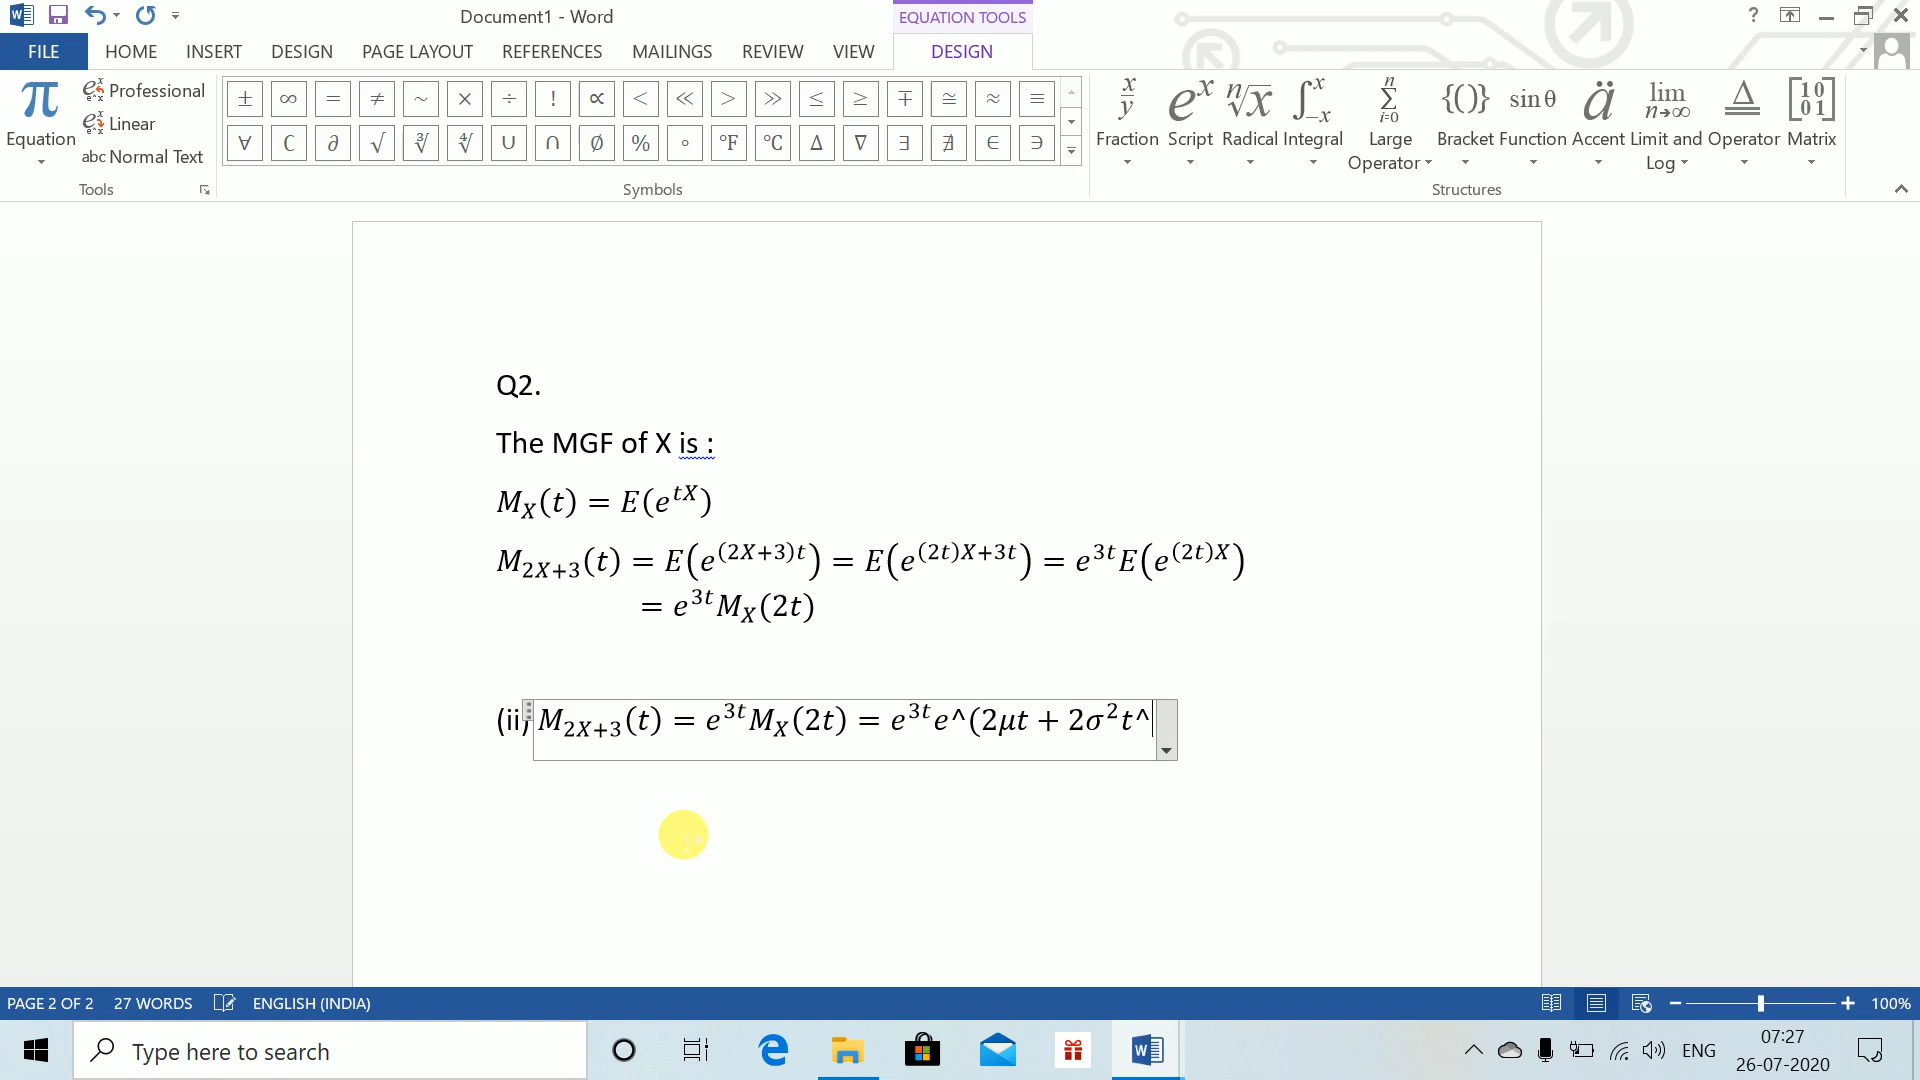 Document1 - Word
EQUATION TOOLS
?
FILE HOME INSERT DESIGN PAGE LAYOUT REFERENCES MAILINGS REVIEW VIEW DESIGN
π Equation
Professional
Linear
abc Normal Text
Tools
± ∞ = ≠ ~ × ÷ ! ∝ < ≪ > ≫ ≤ ≥ ∓ ≅ ≈ ≡
∀ ∁ ∂ √ ∛ ∜ ∪ ∩ ∅ % ° °F °C ∆ ∇ ∃ ∄ ∈ ∋
Symbols
Fraction Script Radical Integral Large Operator Bracket Function Accent Limit and Log Operator Matrix
Structures
Q2.
The MGF of X is :
M_X(t) = E(e^{tX})
M_{2X+3}(t) = E(e^{(2X+3)t}) = E(e^{(2t)X+3t}) = e^{3t}E(e^{(2t)X})
= e^{3t}M_X(2t)
(ii) M_{2X+3}(t) = e^{3t}M_X(2t) = e^{3t}e^(2μt + 2σ²t^
PAGE 2 OF 2 27 WORDS ENGLISH (INDIA) 100%
Type here to search
ENG
07:27
26-07-2020